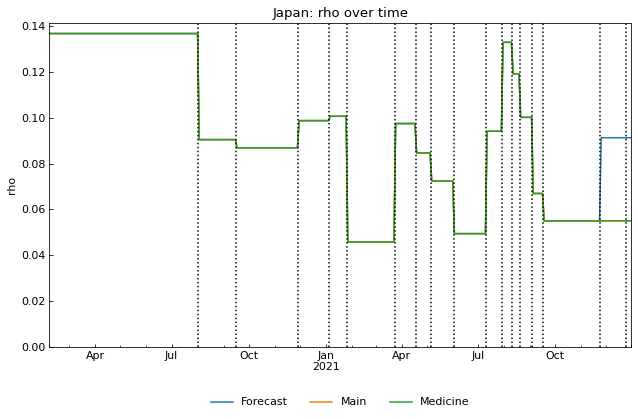 Japan: rho over time
0.14
0.12
0.10
0.08
0.06
0.04
0.02
0.00
rho
Apr Jul Oct Jan Apr Jul Oct
2021
Forecast Main Medicine